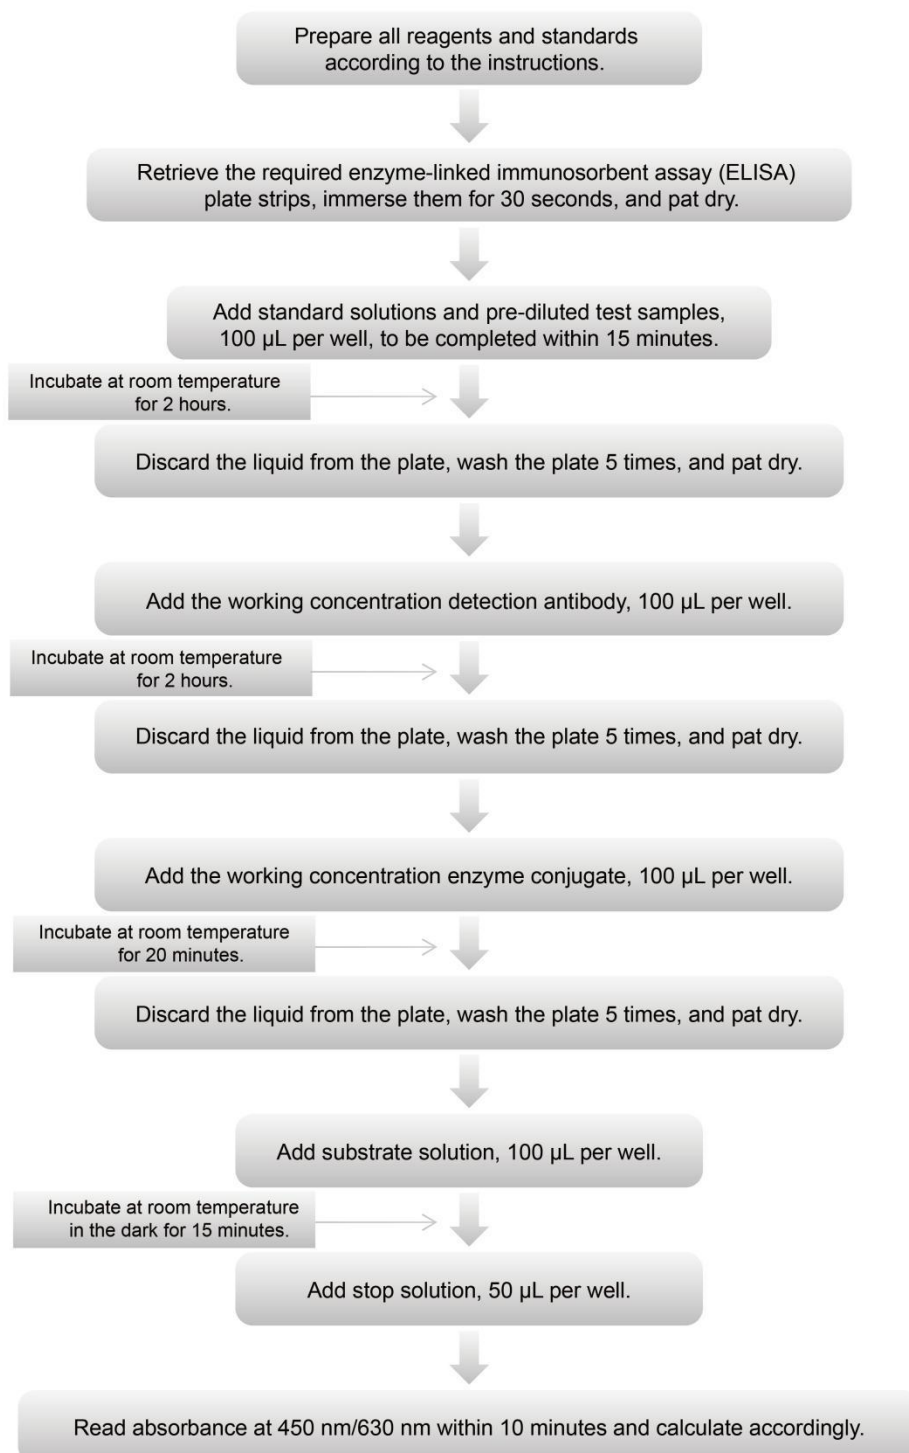 Prepare all reagents and standards
according to the instructions.
Retrieve the required enzyme-linked immunosorbent assay (ELISA)
plate strips, immerse them for 30 seconds, and pat dry.
Add standard solutions and pre-diluted test samples,
100 µL per well, to be completed within 15 minutes.
Incubate at room temperature
for 2 hours.
Discard the liquid from the plate, wash the plate 5 times, and pat dry.
Add the working concentration detection antibody, 100 µL per well.
Incubate at room temperature
for 2 hours.
Discard the liquid from the plate, wash the plate 5 times, and pat dry.
Add the working concentration enzyme conjugate, 100 µL per well.
Incubate at room temperature
for 20 minutes.
Discard the liquid from the plate, wash the plate 5 times, and pat dry.
Add substrate solution, 100 µL per well.
Incubate at room temperature
in the dark for 15 minutes.
Add stop solution, 50 µL per well.
Read absorbance at 450 nm/630 nm within 10 minutes and calculate accordingly.